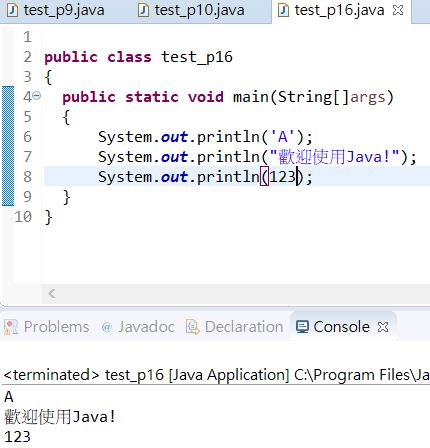 test_p9.java test_p10.java test_p16.java
1
2 public class test_p16
3 {
4 public static void main(String[]args)
5 {
6 System.out.println('A');
7 System.out.println("歡迎使用Java!");
8 System.out.println(123);
9 }
10 }
Problems @ Javadoc Declaration Console
<terminated> test_p16 [Java Application] C:\Program Files\Ja
A
歡迎使用Java!
123